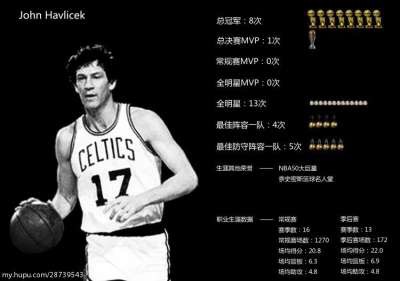 John Havlicek
总冠军：8次
总决赛MVP：1次
常规赛MVP：0次
全明星MVP：0次
全明星：13次
最佳阵容一队：4次
最佳防守阵容一队：5次
生涯其他荣誉 —— NBA50大巨星
奈史密斯篮球名人堂
CELTICS
17
职业生涯数据 —— 常规赛 季后赛
赛季数：16 赛季数：13
常规赛场数：1270 季后赛场数：172
场均得分：20.8 场均得分：22.0
场均篮板：6.3 场均篮板：6.9
场均助攻：4.8 场均助攻：4.8
my.hupu.com/28739543